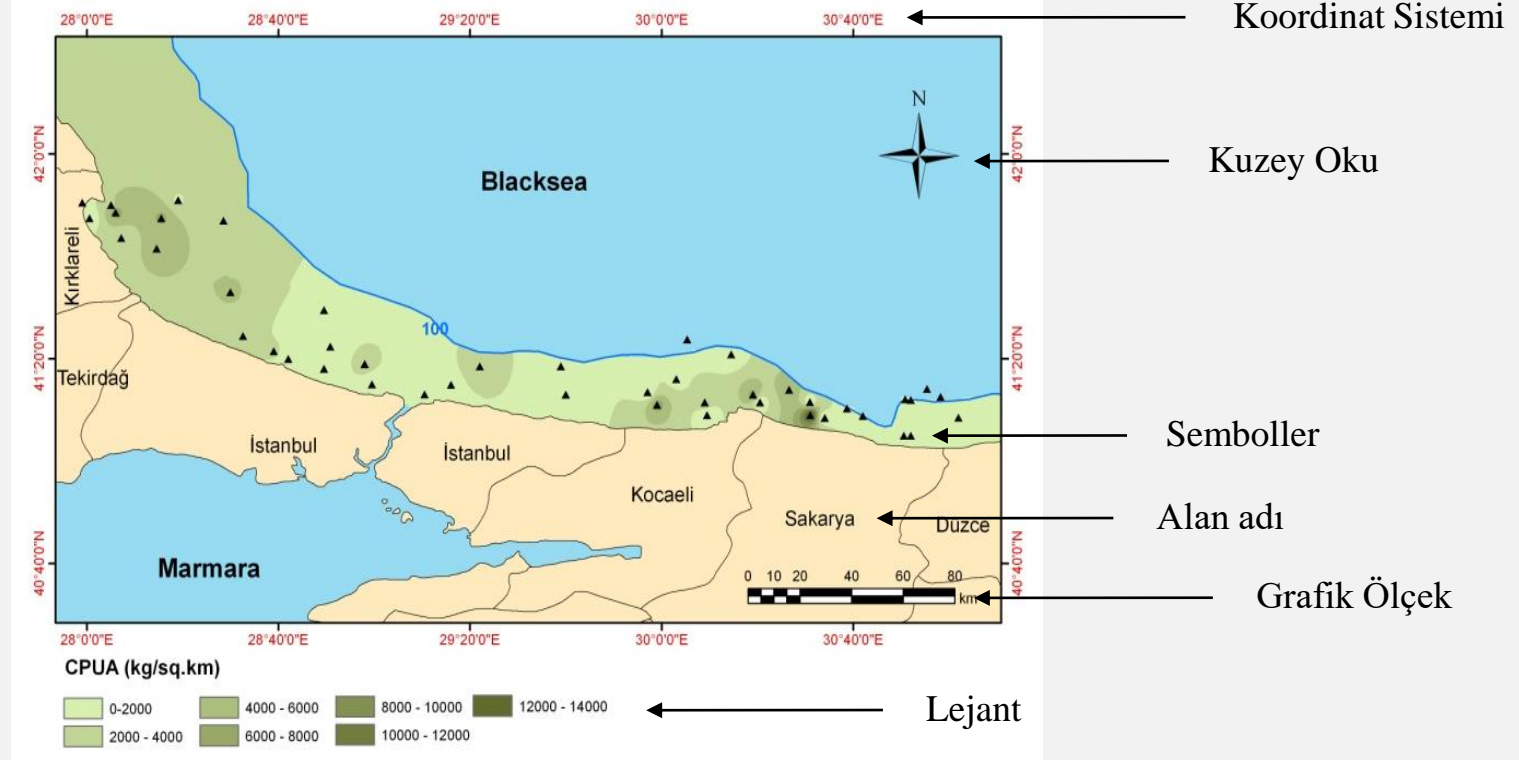 Koordinat Sistemi
28°0'0"E 28°40'0"E 29°20'0"E 30°0'0"E 30°40'0"E
N
42°0'0"N
42°0'0"N
Kuzey Oku
Blacksea
Kırklareli
100
41°20'0"N
41°20'0"N
Tekirdağ
İstanbul
İstanbul
Semboller
Kocaeli
Sakarya
Düzce
Alan adı
40°40'0"N
40°40'0"N
Marmara
0 10 20 40 60 80
km
Grafik Ölçek
28°0'0"E 28°40'0"E 29°20'0"E 30°0'0"E 30°40'0"E
CPUA (kg/sq.km)
0-2000 4000 - 6000 8000 - 10000 12000 - 14000
Lejant
2000 - 4000 6000 - 8000 10000 - 12000